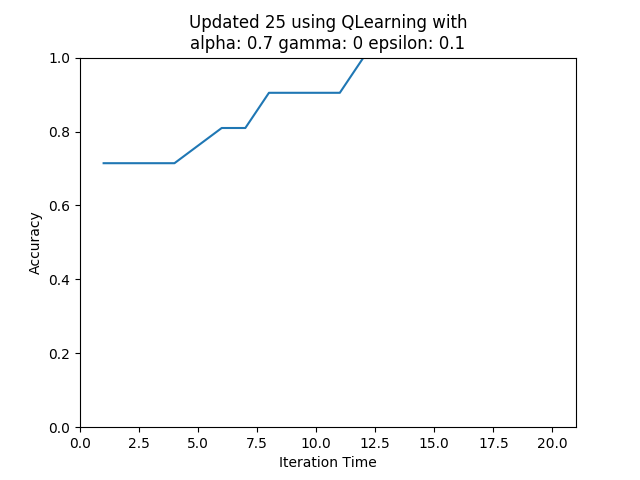 Updated 25 using QLearning with
alpha: 0.7 gamma: 0 epsilon: 0.1
1.0
0.8
0.6
0.4
0.2
0.0
Accuracy
0.0 2.5 5.0 7.5 10.0 12.5 15.0 17.5 20.0
Iteration Time